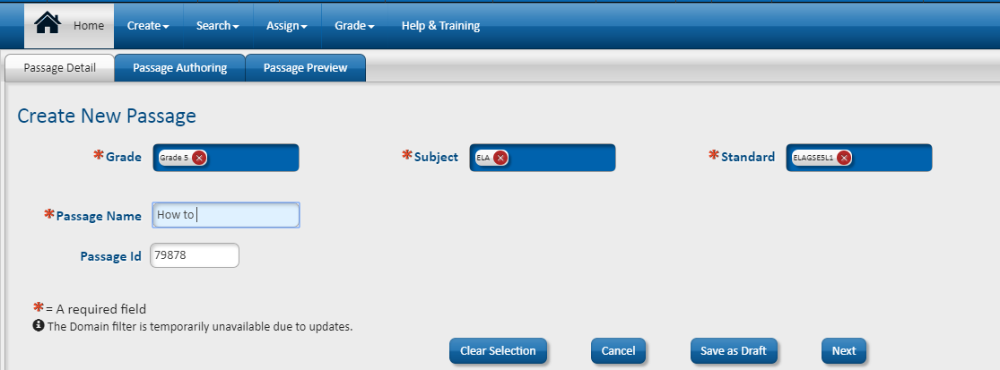 Home Create Search Assign Grade Help & Training
Passage Detail Passage Authoring Passage Preview
Create New Passage
*Grade Grade 5 *Subject ELA *Standard ELAGSE5L1
*Passage Name How to
Passage Id 79878
*= A required field
The Domain filter is temporarily unavailable due to updates.
Clear Selection Cancel Save as Draft Next